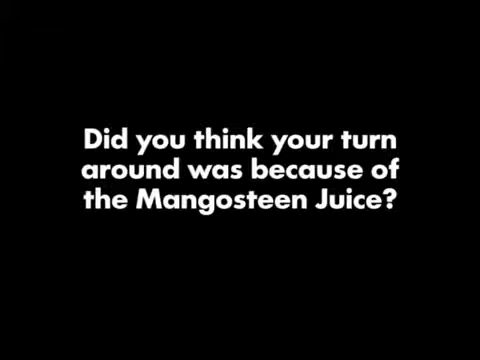 Did you think your turn
around was because of
the Mangosteen Juice?